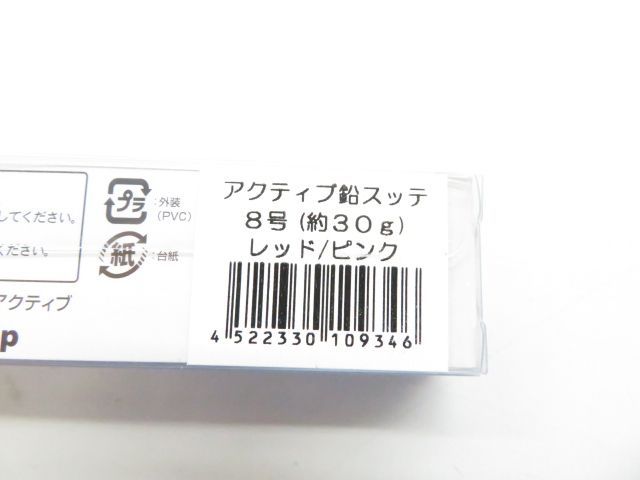 してください。
ください。
プラ
:外装
(PVC)
紙
:台紙
アクティブ
p
アクティブ鉛スッテ
8号(約30g)
レッド/ピンク
4 522330 109346